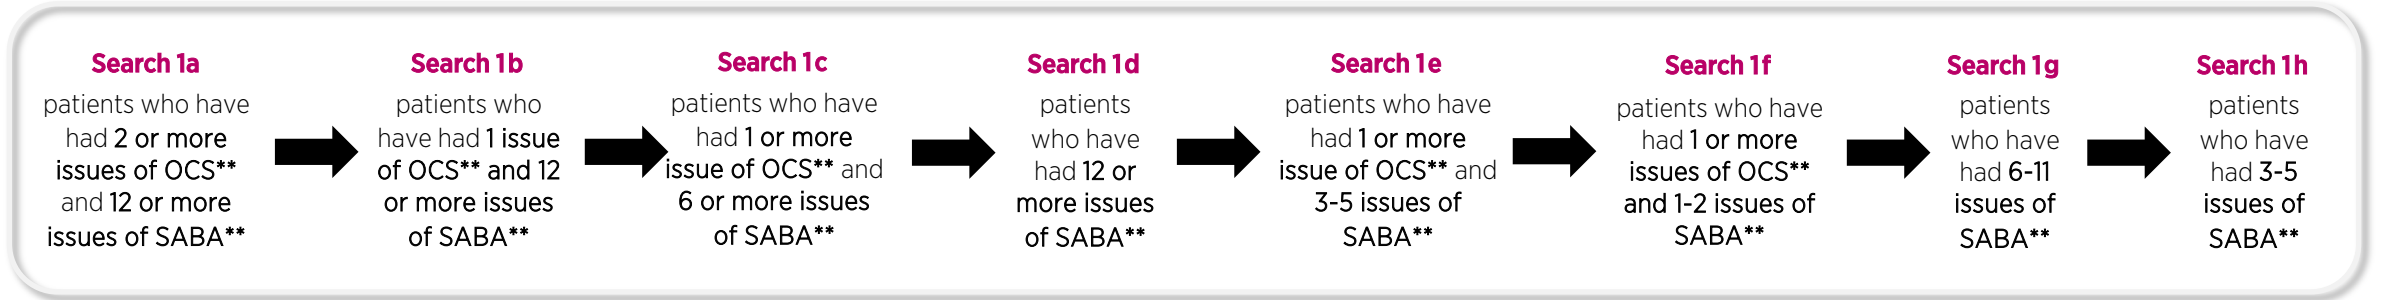 Search 1a
patients who have
had 2 or more
issues of OCS**
and 12 or more
issues of SABA**
Search 1b
patients who
have had 1 issue
of OCS** and 12
or more issues
of SABA**
Search 1c
patients who have
had 1 or more
issue of OCS** and
6 or more issues
of SABA**
Search 1d
patients
who have
had 12 or
more issues
of SABA**
Search 1e
patients who have
had 1 or more
issue of OCS** and
3-5 issues of
SABA**
Search 1f
patients who have
had 1 or more
issues of OCS**
and 1-2 issues of
SABA**
Search 1g
patients
who have
had 6-11
issues of
SABA**
Search 1h
patients
who have
had 3-5
issues of
SABA**